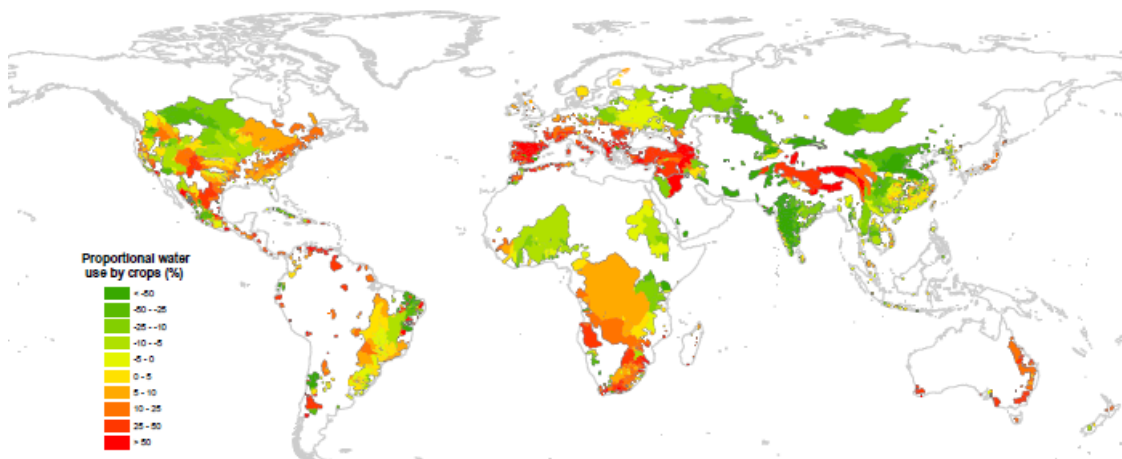 Proportional water
use by crops (%)
< -50
-50 - -25
-25 - -10
-10 - -5
-5 - 0
0 - 5
5 - 10
10 - 25
25 - 50
> 50